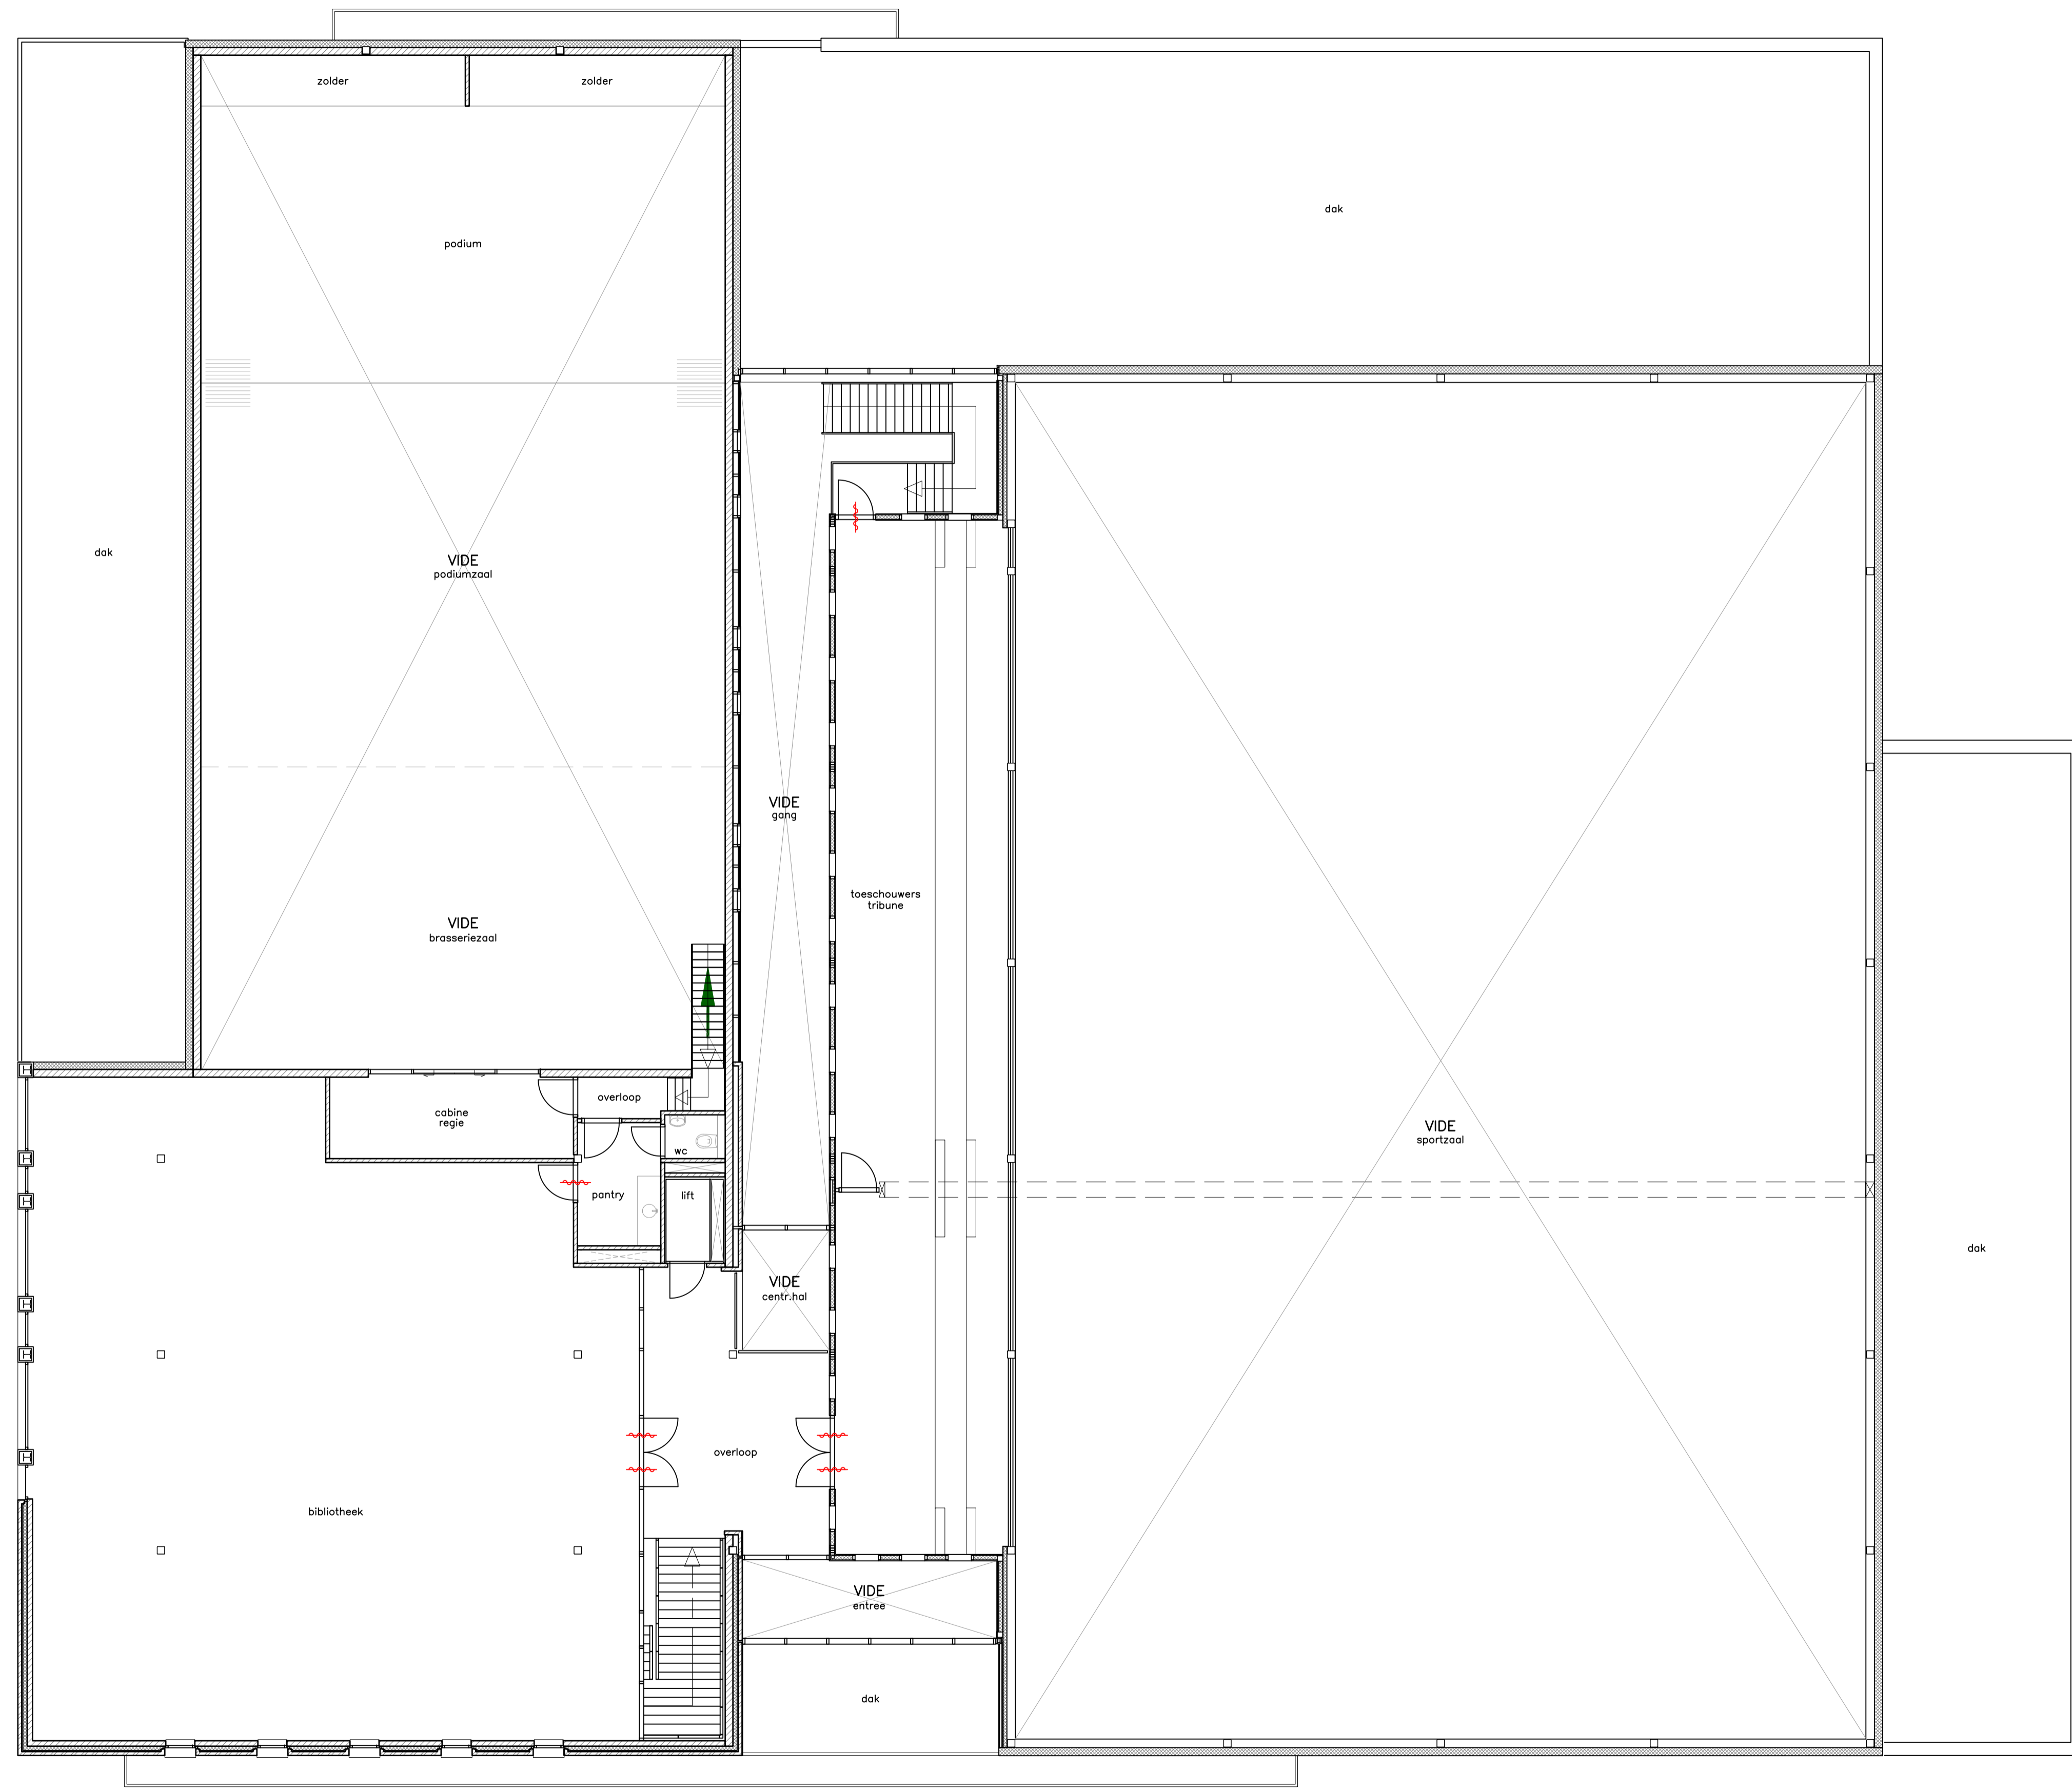 zolder
zolder
dak
podium
dak
VIDE
podiumzaal
VIDE
gang
toeschouwers
tribune
VIDE
brasseriezaal
overloop
cabine
regie
VIDE
sportzaal
wc
pantry
lift
dak
VIDE
centr.hal
overloop
bibliotheek
VIDE
entree
dak